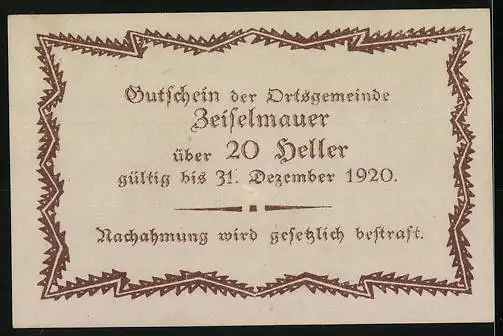 Gutschein der Ortsgemeinde
Zeiselmauer
über 20 Heller
gültig bis 31. Dezember 1920.
Nachahmung wird gesetzlich bestraft.